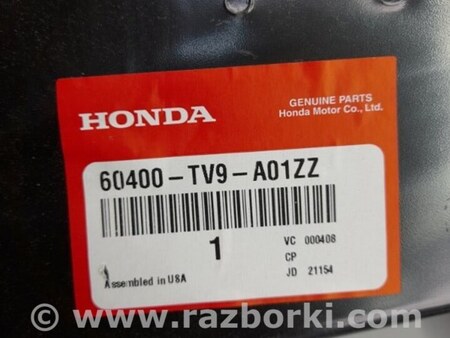 GENUINE PARTS
HONDA
Honda Motor Co., Ltd.
60400-TV9-A01ZZ
1
VC 000408
CP
Assembled in USA
JD 21154
© www.razborki.com